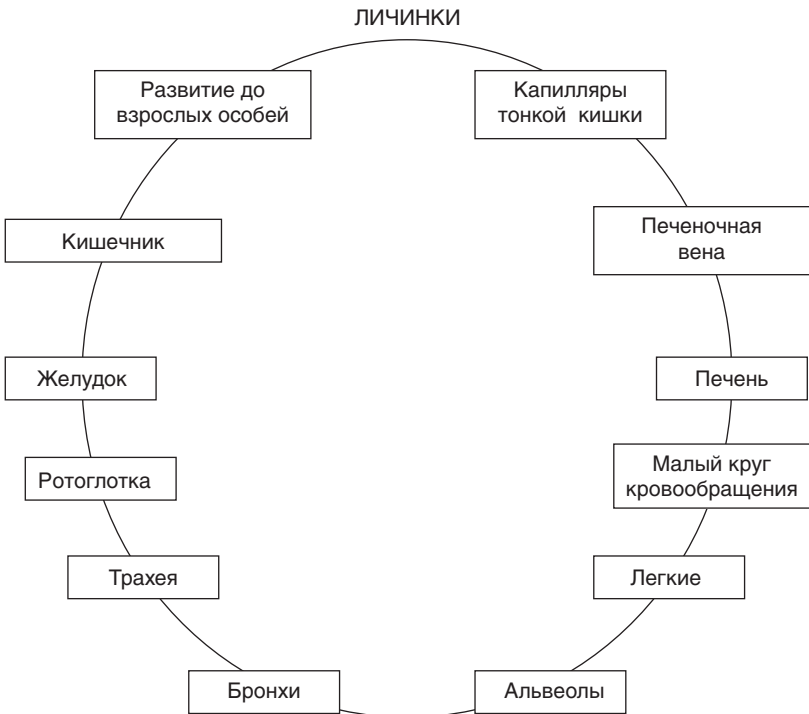 ЛИЧИНКИ
Капилляры
тонкой кишки
Печеночная
вена
Печень
Малый круг
кровообращения
Легкие
Альвеолы
Бронхи
Трахея
Ротоглотка
Желудок
Кишечник
Развитие до
взрослых особей